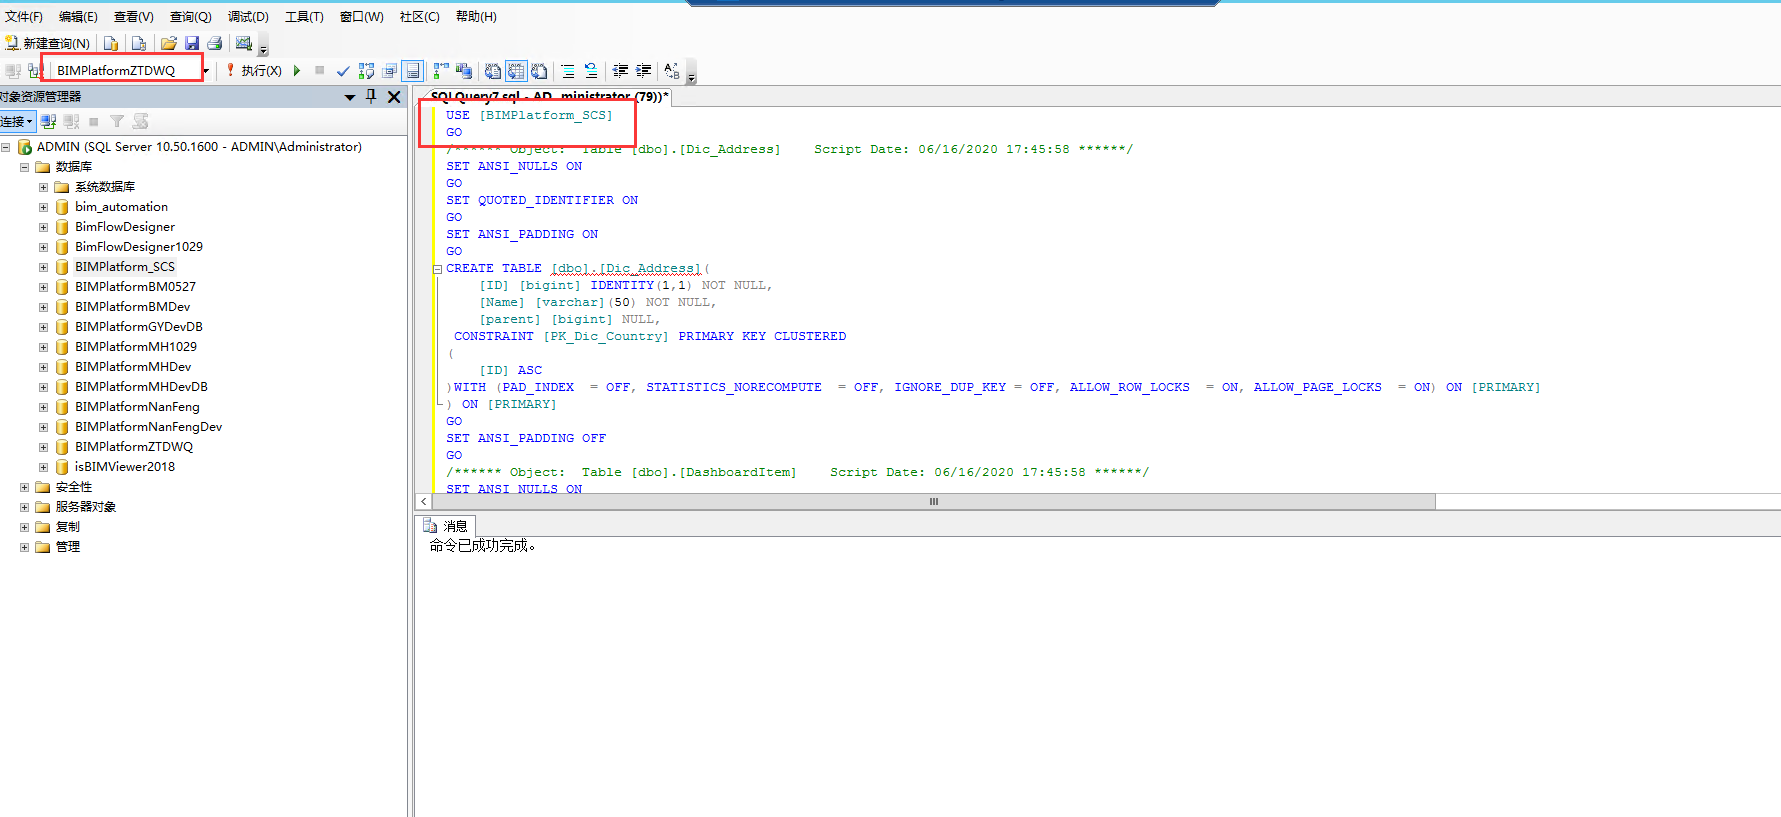 文件(F) 编辑(E) 查看(V) 查询(Q) 调试(D) 工具(T) 窗口(W) 社区(C) 帮助(H)
新建查询(N)
BIMPlatformZTDWQ 执行(X)
对象资源管理器
连接
ADMIN (SQL Server 10.50.1600 - ADMIN\Administrator)
数据库
系统数据库
bim_automation
BimFlowDesigner
BimFlowDesigner1029
BIMPlatform_SCS
BIMPlatformBM0527
BIMPlatformBMDev
BIMPlatformGYDevDB
BIMPlatformMH1029
BIMPlatformMHDev
BIMPlatformMHDevDB
BIMPlatformNanFeng
BIMPlatformNanFengDev
BIMPlatformZTDWQ
isBIMViewer2018
安全性
服务器对象
复制
管理
SQLQuery7.sql - AD...ministrator (79))*
USE [BIMPlatform_SCS]
GO
/****** Object:  Table [dbo].[Dic_Address]    Script Date: 06/16/2020 17:45:58 ******/
SET ANSI_NULLS ON
GO
SET QUOTED_IDENTIFIER ON
GO
SET ANSI_PADDING ON
GO
CREATE TABLE [dbo].[Dic_Address](
[ID] [bigint] IDENTITY(1,1) NOT NULL,
[Name] [varchar](50) NOT NULL,
[parent] [bigint] NULL,
CONSTRAINT [PK_Dic_Country] PRIMARY KEY CLUSTERED
(
[ID] ASC
)WITH (PAD_INDEX  = OFF, STATISTICS_NORECOMPUTE  = OFF, IGNORE_DUP_KEY = OFF, ALLOW_ROW_LOCKS  = ON, ALLOW_PAGE_LOCKS  = ON) ON [PRIMARY]
) ON [PRIMARY]
GO
SET ANSI_PADDING OFF
GO
/****** Object:  Table [dbo].[DashboardItem]    Script Date: 06/16/2020 17:45:58 ******/
SET ANSI_NULLS ON
消息
命令已成功完成。